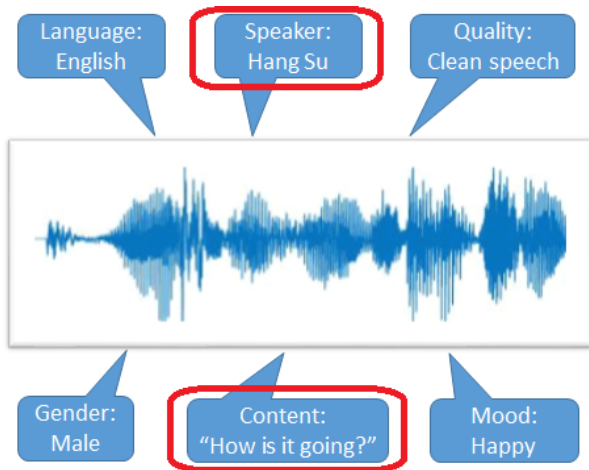 Language:
English
Speaker:
Hang Su
Quality:
Clean speech
Gender:
Male
Content:
“How is it going?”
Mood:
Happy